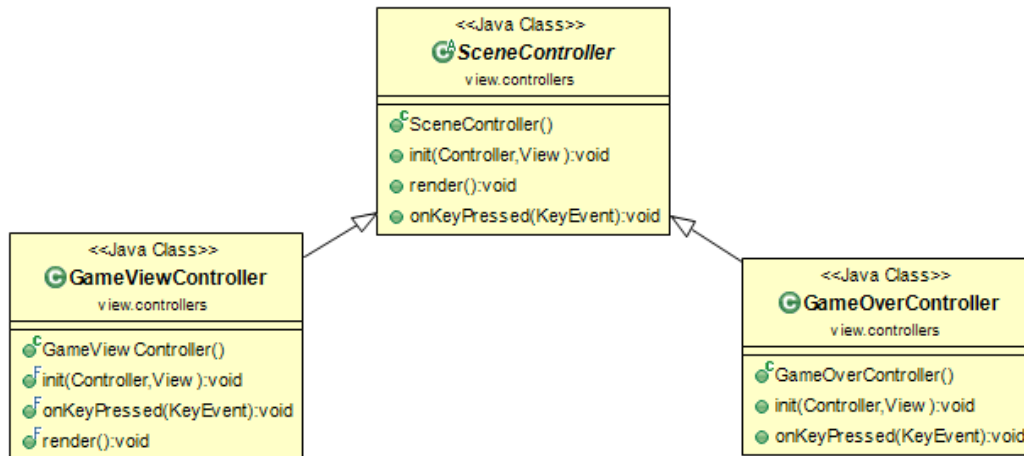 <<Java Class>>
SceneController
view.controllers
SceneController()
init(Controller,View):void
render():void
onKeyPressed(KeyEvent):void
<<Java Class>>
GameViewController
view.controllers
GameViewController()
init(Controller,View):void
onKeyPressed(KeyEvent):void
render():void
<<Java Class>>
GameOverController
view.controllers
GameOverController()
init(Controller,View):void
onKeyPressed(KeyEvent):void